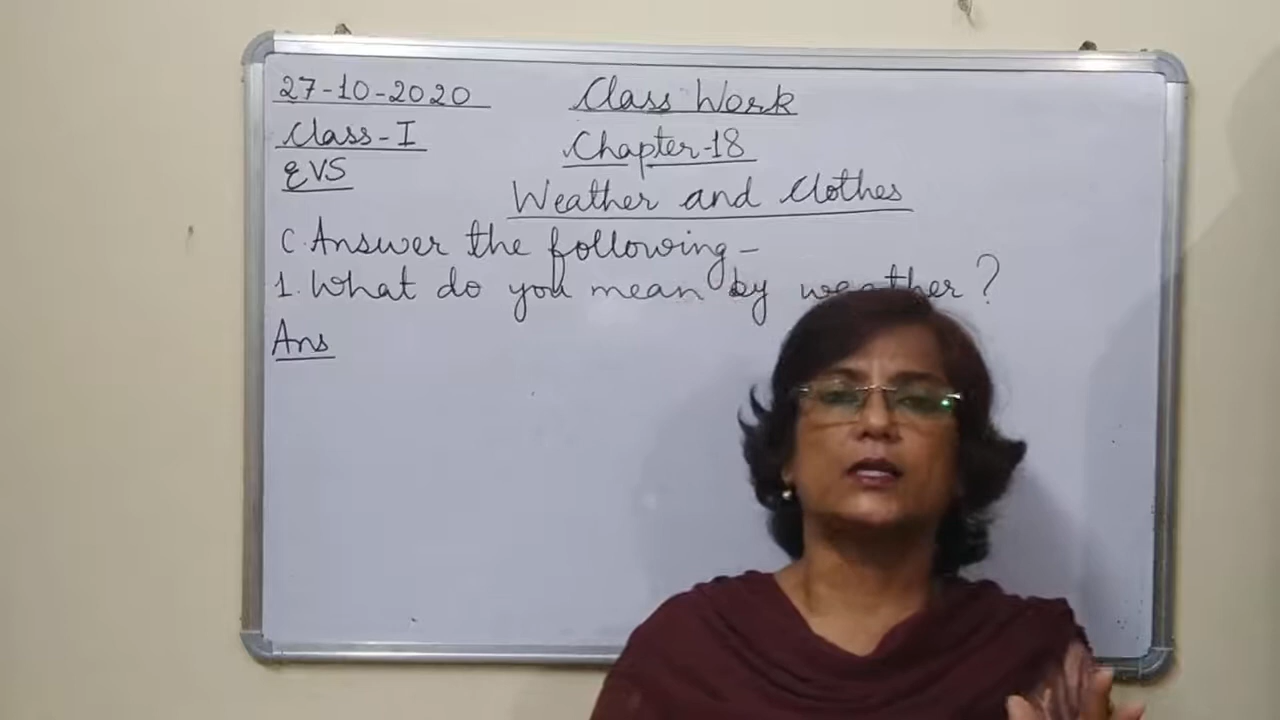 27-10-2020 Class Work
Class-I Chapter-18
EVS
Weather and Clothes
C. Answer the following-
1. What do you mean by weather?
Ans